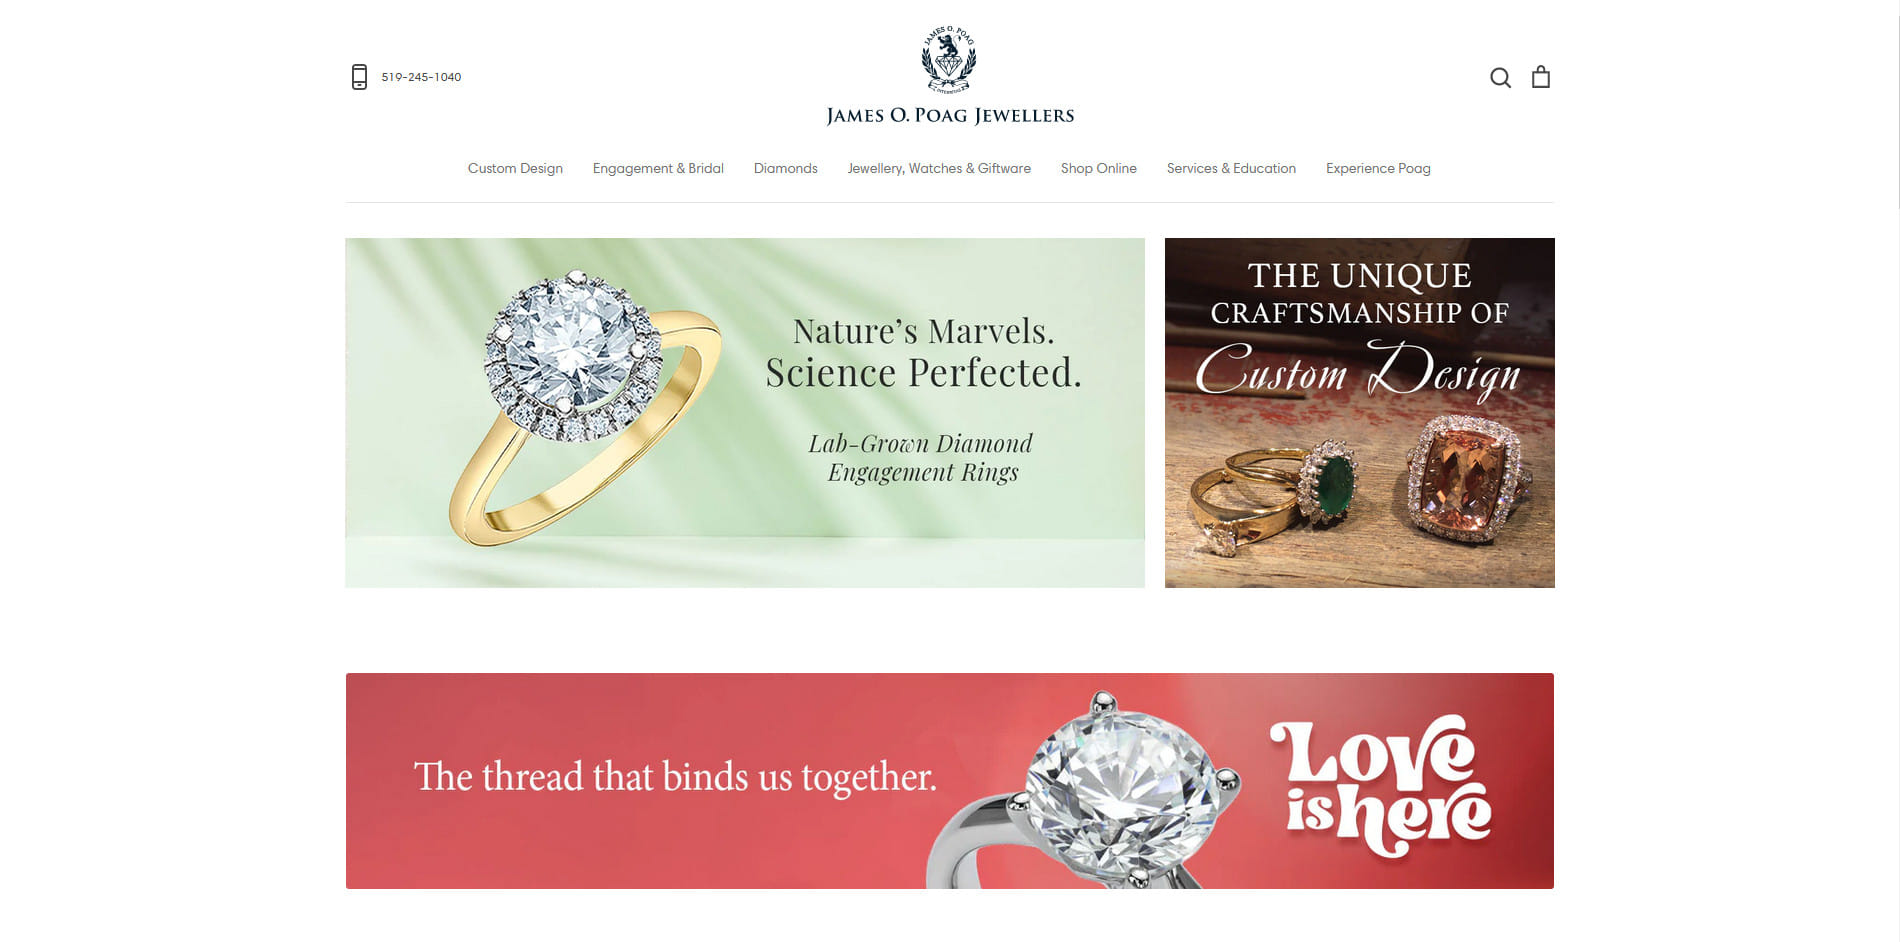 519-245-1040
JAMES O. POAG
JAMES O. POAG JEWELLERS
Custom Design
Engagement & Bridal
Diamonds
Jewellery, Watches & Giftware
Shop Online
Services & Education
Experience Poag
Nature's Marvels.
Science Perfected.
Lab-Grown Diamond
Engagement Rings
THE UNIQUE
CRAFTSMANSHIP OF
Custom Design
The thread that binds us together.
Love
is here